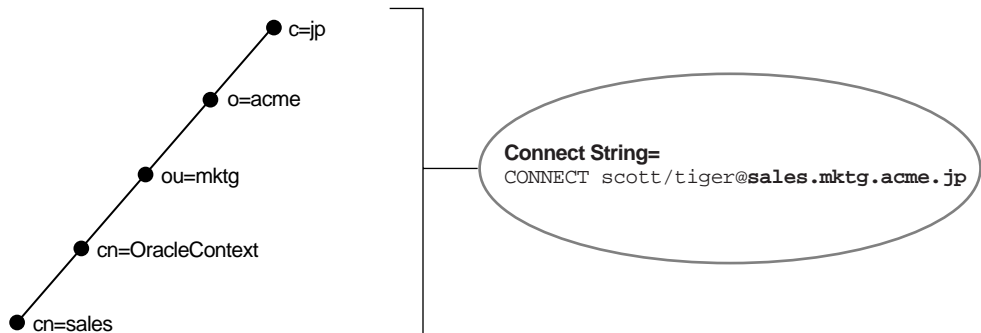 c=jp
o=acme
ou=mktg
cn=OracleContext
cn=sales
Connect String=
CONNECT scott/tiger@sales.mktg.acme.jp